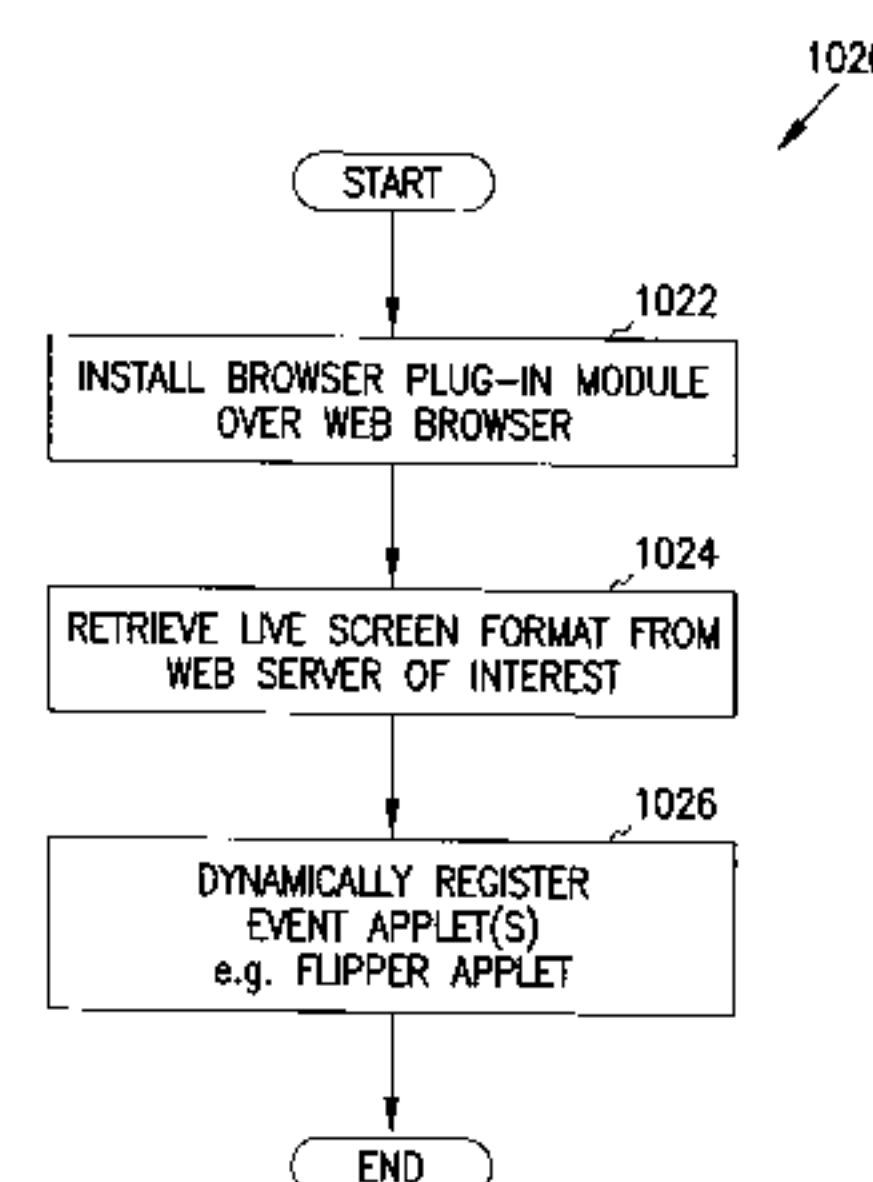 1020
START
1022
INSTALL BROWSER PLUG-IN MODULE
OVER WEB BROWSER
1024
RETRIEVE LIVE SCREEN FORMAT FROM
WEB SERVER OF INTEREST
1026
DYNAMICALLY REGISTER
EVENT APPLET(S)
e.g. FLIPPER APPLET
END